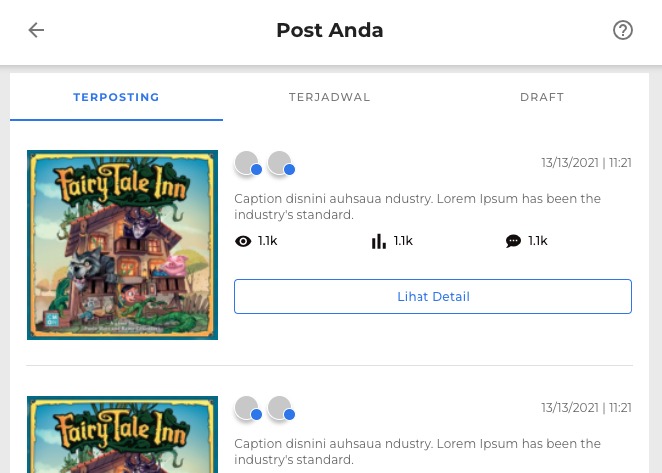 Post Anda
TERPOSTING
TERJADWAL
DRAFT
Fairy Tale Inn
13/13/2021 | 11:21
Caption disnini auhsaua ndustry. Lorem Ipsum has been the
industry's standard.
1.1k
1.1k
1.1k
Lihat Detail
Fairy Tale Inn
13/13/2021 | 11:21
Caption disnini auhsaua ndustry. Lorem Ipsum has been the
industry's standard.